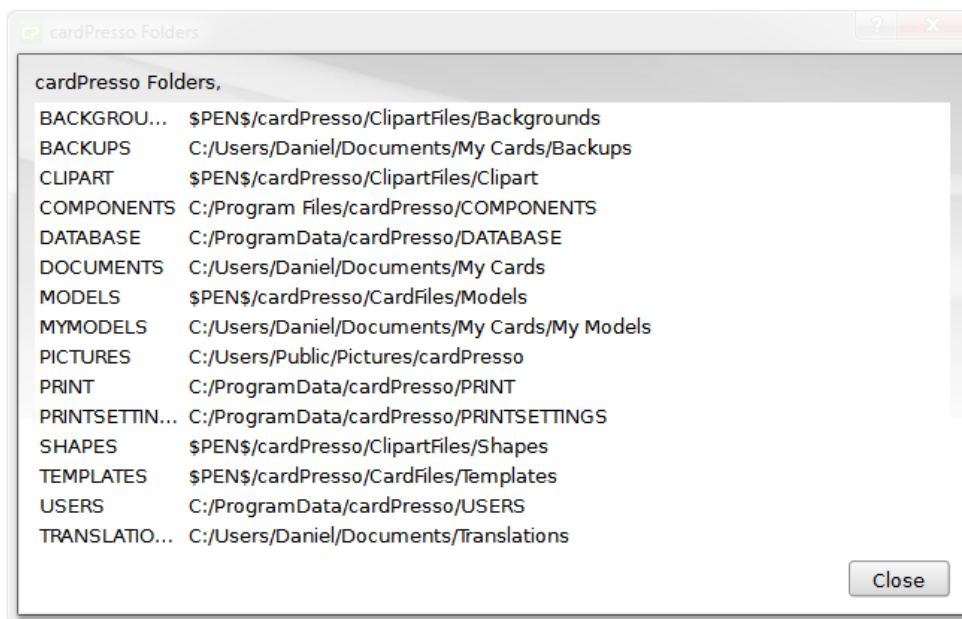 cardPresso Folders
cardPresso Folders,
BACKGROU... $PEN$/cardPresso/ClipartFiles/Backgrounds
BACKUPS C:/Users/Daniel/Documents/My Cards/Backups
CLIPART $PEN$/cardPresso/ClipartFiles/Clipart
COMPONENTS C:/Program Files/cardPresso/COMPONENTS
DATABASE C:/ProgramData/cardPresso/DATABASE
DOCUMENTS C:/Users/Daniel/Documents/My Cards
MODELS $PEN$/cardPresso/CardFiles/Models
MYMODELS C:/Users/Daniel/Documents/My Cards/My Models
PICTURES C:/Users/Public/Pictures/cardPresso
PRINT C:/ProgramData/cardPresso/PRINT
PRINTSETTIN... C:/ProgramData/cardPresso/PRINTSETTINGS
SHAPES $PEN$/cardPresso/ClipartFiles/Shapes
TEMPLATES $PEN$/cardPresso/CardFiles/Templates
USERS C:/ProgramData/cardPresso/USERS
TRANSLATIO... C:/Users/Daniel/Documents/Translations
Close